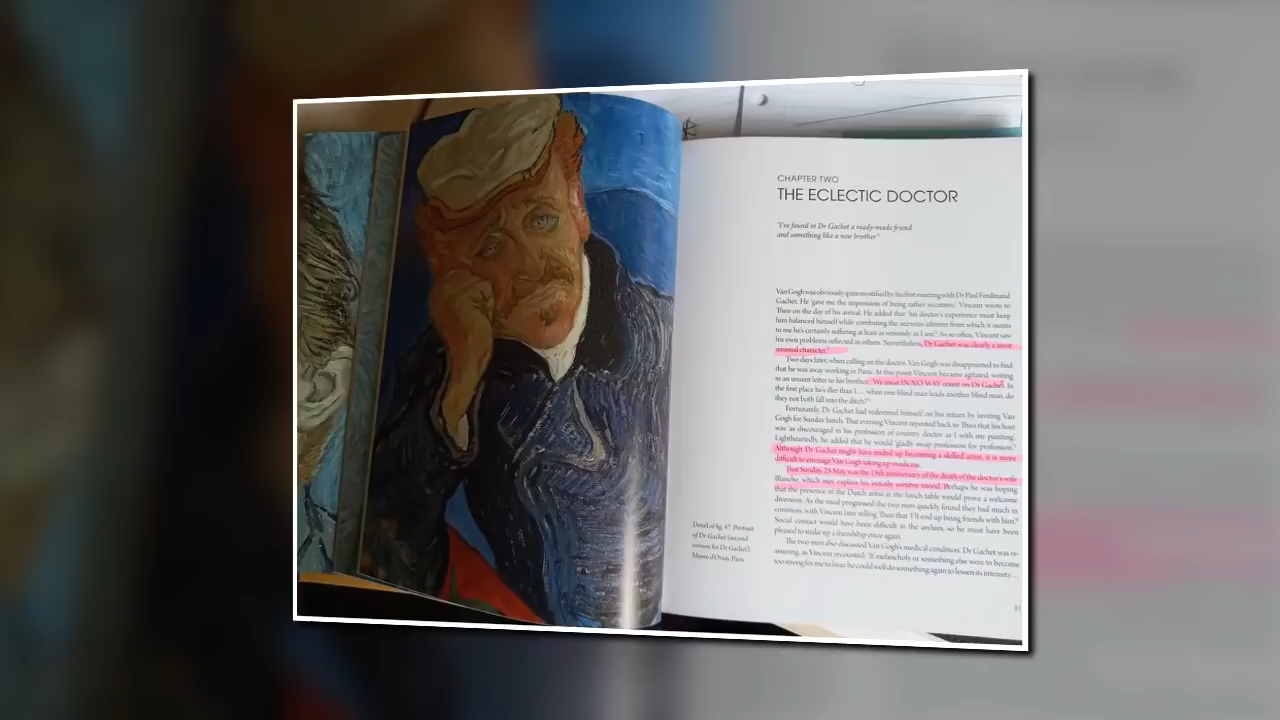 CHAPTER TWO
THE ECLECTIC DOCTOR
'I've found in Dr Gachet a ready-made friend
and something like a new brother'
Van Gogh was obviously quite mystified by his first meeting with Dr Paul Ferdinand
Gachet. He 'gave me the impression of being rather eccentric', Vincent wrote to
Theo on the day of his arrival. He added that 'his doctor's experience must keep
him balanced himself while combating the nervous ailment from which it seems
to me he's certainly suffering at least as seriously as I am.' As so often, Vincent saw
his own problems reflected in others. Nevertheless, Dr Gachet was clearly a most
unusual character.
Two days later, when calling on the doctor, Van Gogh was disappointed to find
that he was away working in Paris. At this point Vincent became agitated, writing
in an unsent letter to his brother: 'We must IN NO WAY count on Dr Gachet. In
the first place he's iller than I ... when one blind man leads another blind man, do
they not both fall into the ditch?'
Fortunately, Dr Gachet had redeemed himself on his return by inviting Van
Gogh for Sunday lunch. That evening Vincent reported back to Theo that his host
was 'as discouraged in his profession of country doctor as I with my painting.
Lightheartedly, he added that he would 'gladly swap profession for profession.'
Although Dr Gachet might have ended up becoming a skilled artist, it is more
difficult to envisage Van Gogh taking up medicine.
That Sunday, 25 May, was the 15th anniversary of the death of the doctor's wife
Blanche, which may explain his initially sombre mood. Perhaps he was hoping
that the presence of the Dutch artist at the lunch table would prove a welcome
diversion. As the meal progressed the two men quickly found they had much in
common, with Vincent later telling Theo that 'I'll end up being friends with him'.
Social contact would have been difficult in the asylum, so he must have been
pleased to strike up a friendship once again.
The two men also discussed Van Gogh's medical condition. Dr Gachet was re-
assuring, as Vincent recounted: 'If melancholy or something else were to become
too strong for me to bear, he could well do something again to lessen its intensity ...
Detail of fig. 47 Portrait
of Dr Gachet (second
version for Dr Gachet),
Musée d'Orsay, Paris
31